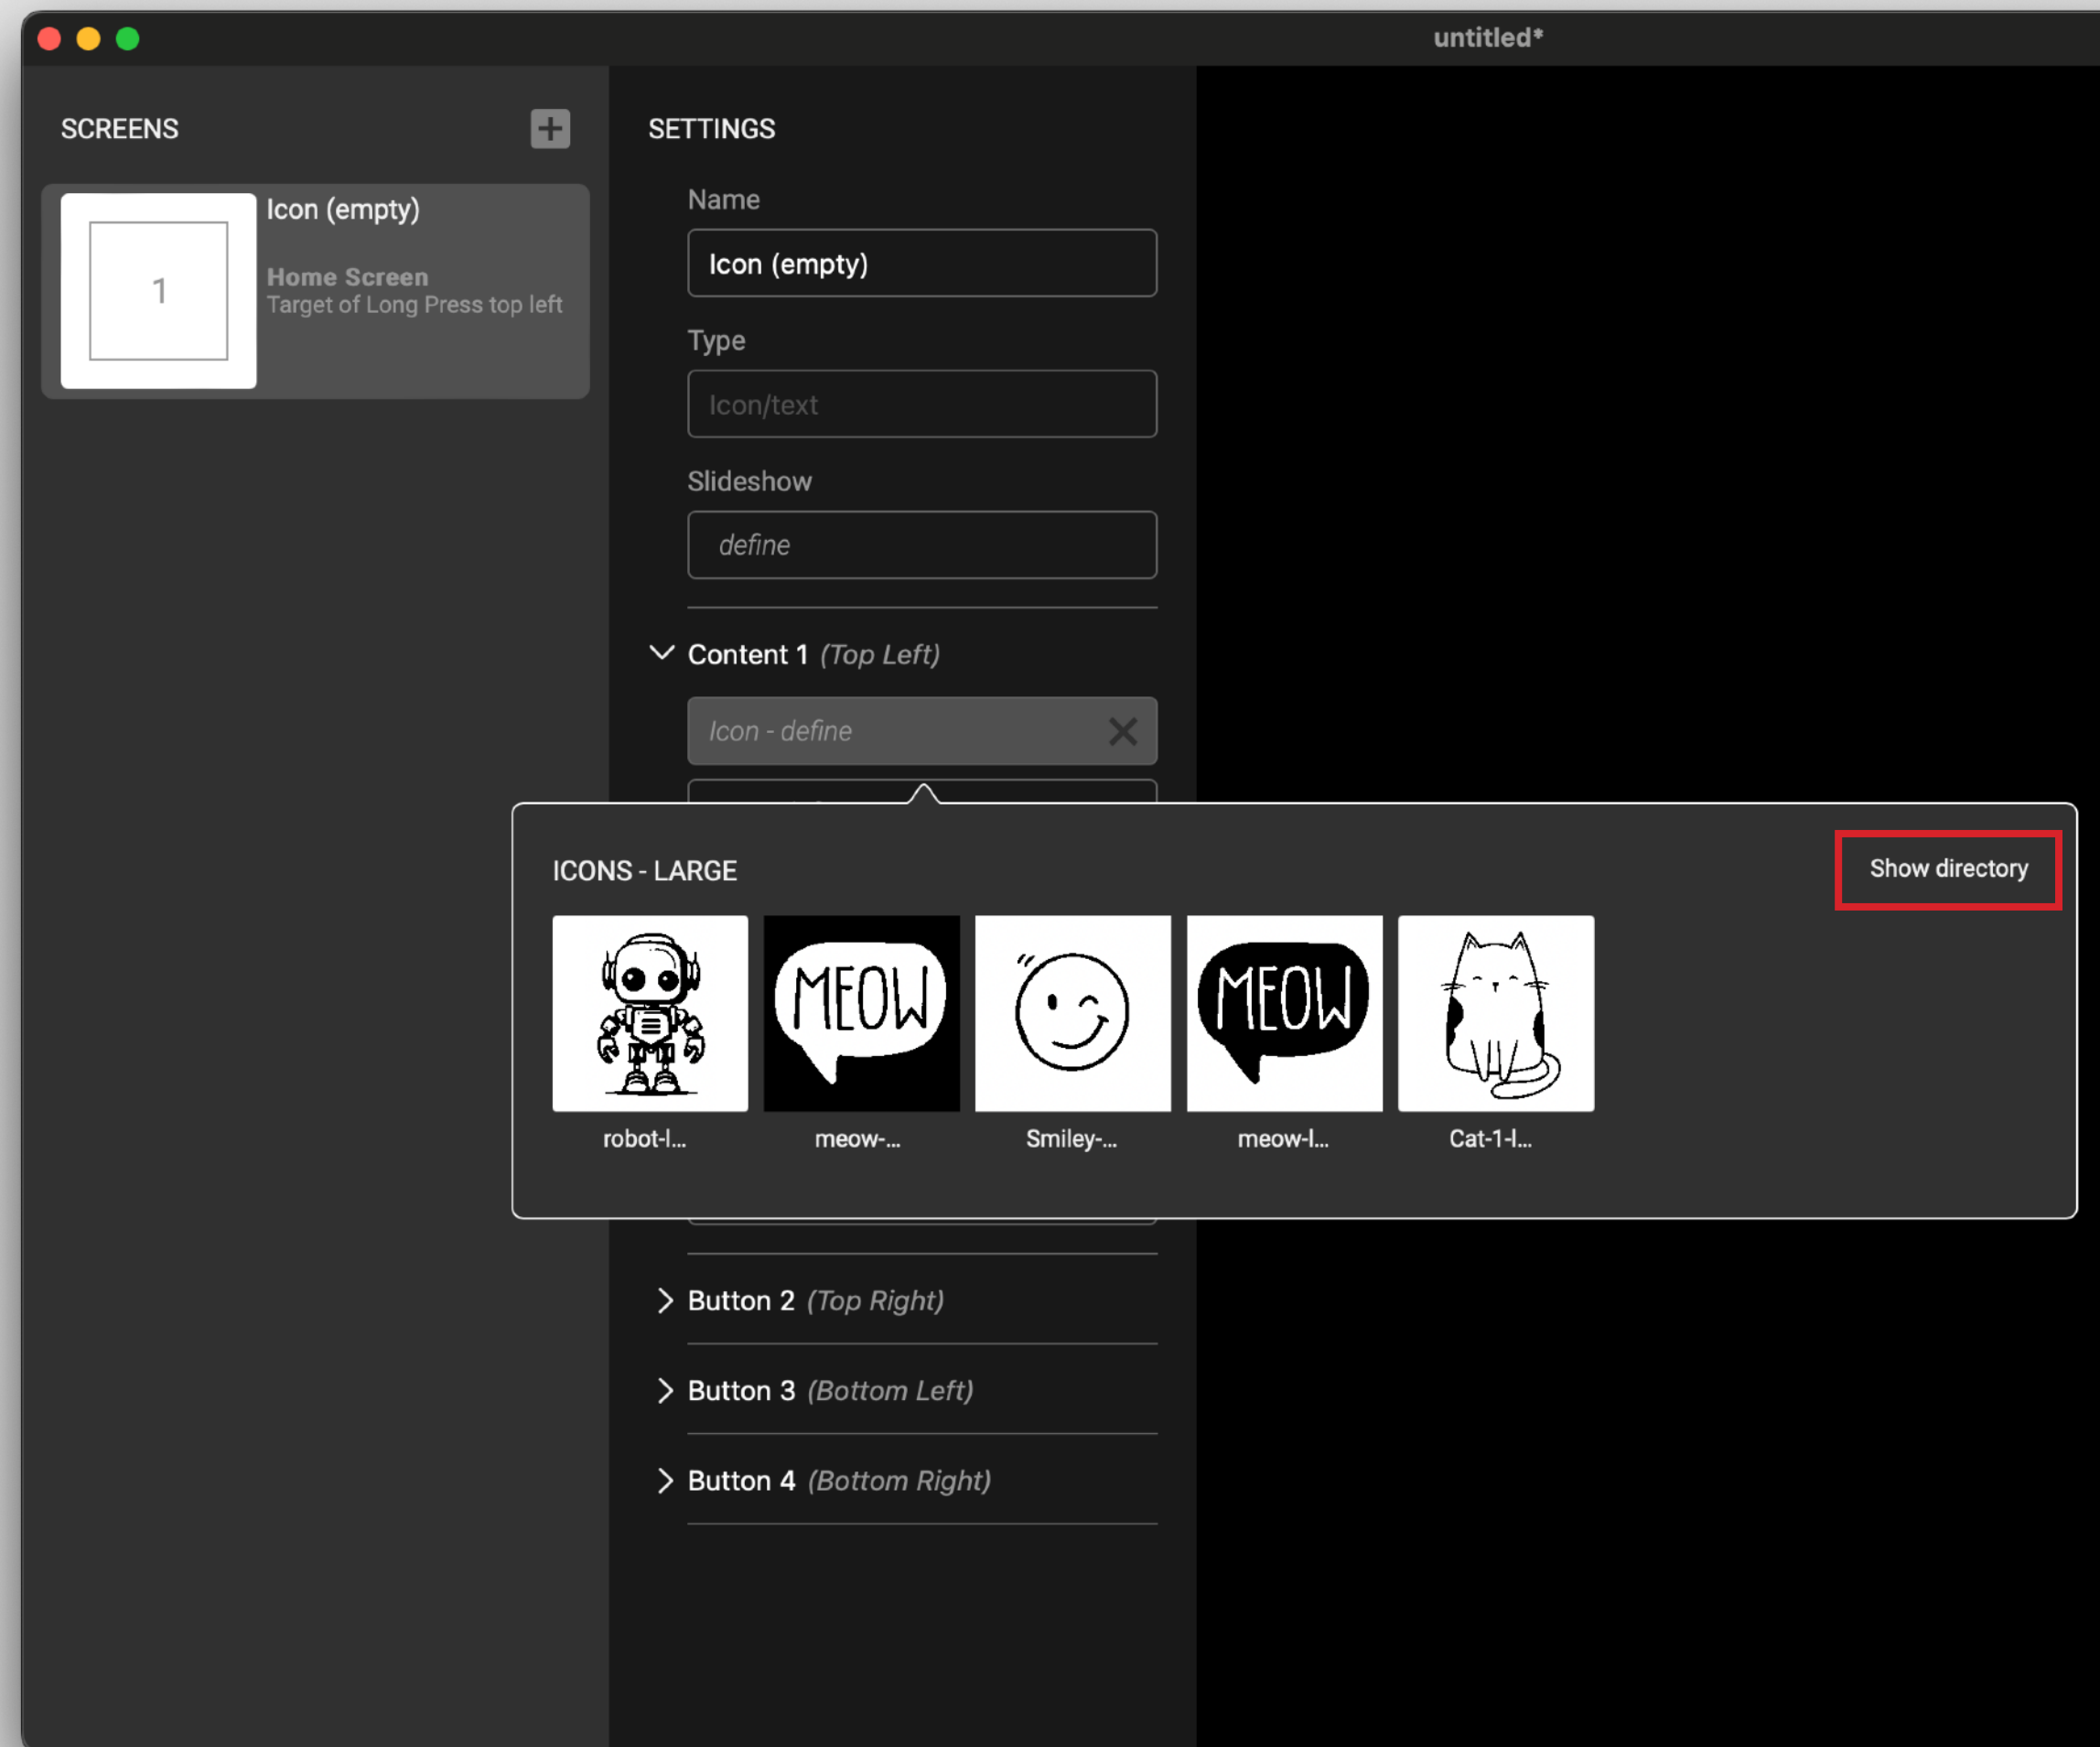 untitled*
SCREENS
1
Icon (empty)
Home Screen
Target of Long Press top left
SETTINGS
Name
Icon (empty)
Type
Icon/text
Slideshow
define
Content 1 (Top Left)
Icon - define
ICONS - LARGE
Show directory
MEOW
MEOW
robot-l...
meow-...
Smiley-...
meow-l...
Cat-1-l...
Button 2 (Top Right)
Button 3 (Bottom Left)
Button 4 (Bottom Right)